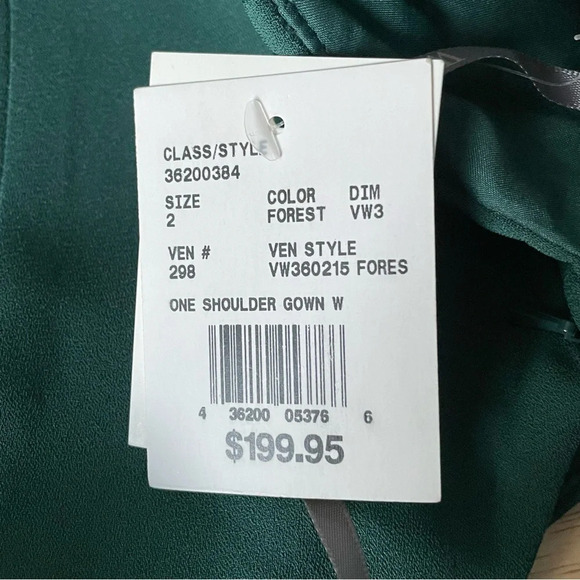 CLASS/STYLE
36200384
SIZE COLOR DIM
2 FOREST VW3
VEN # VEN STYLE
298 VW360215 FORES
ONE SHOULDER GOWN W
4 36200 05376 6
$199.95